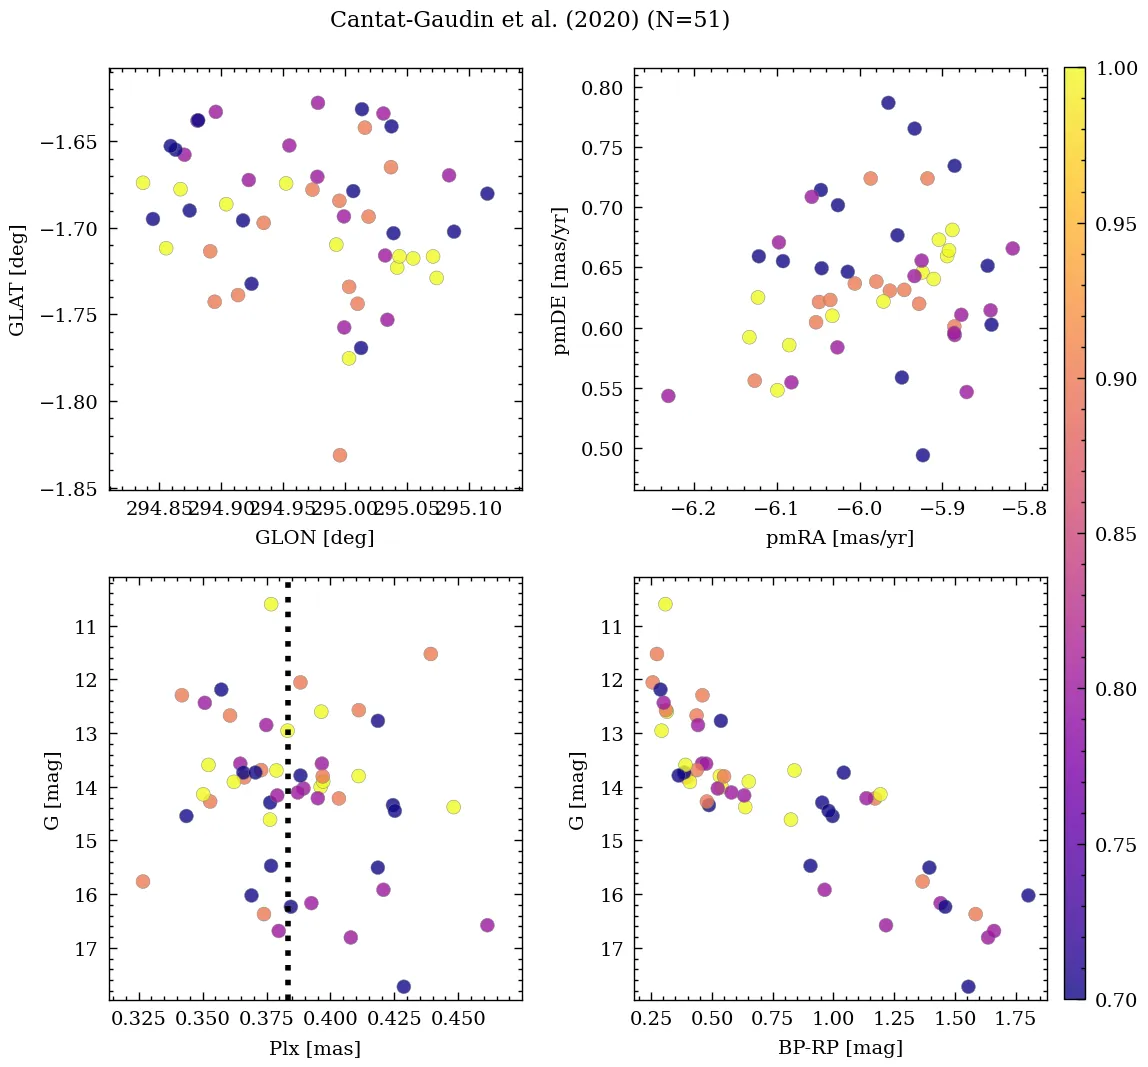 Cantat-Gaudin et al. (2020) (N=51)
GLAT [deg]
−1.65
−1.70
−1.75
−1.80
−1.85
294.85 294.90 294.95 295.00 295.05 295.10
GLON [deg]
pmDE [mas/yr]
0.80
0.75
0.70
0.65
0.60
0.55
0.50
−6.2 −6.1 −6.0 −5.9 −5.8
pmRA [mas/yr]
G [mag]
11
12
13
14
15
16
17
0.325 0.350 0.375 0.400 0.425 0.450
Plx [mas]
G [mag]
11
12
13
14
15
16
17
0.25 0.50 0.75 1.00 1.25 1.50 1.75
BP-RP [mag]
1.00
0.95
0.90
0.85
0.80
0.75
0.70